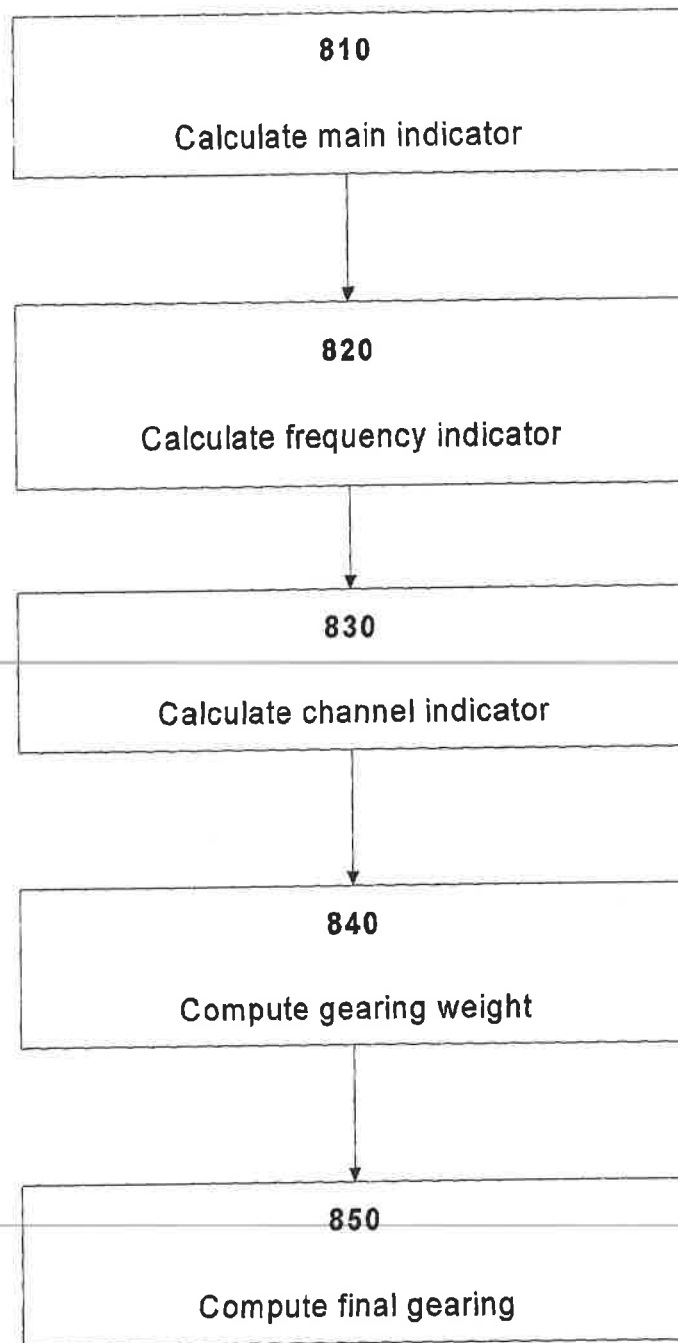 810
Calculate main indicator
820
Calculate frequency indicator
830
Calculate channel indicator
840
Compute gearing weight
850
Compute final gearing